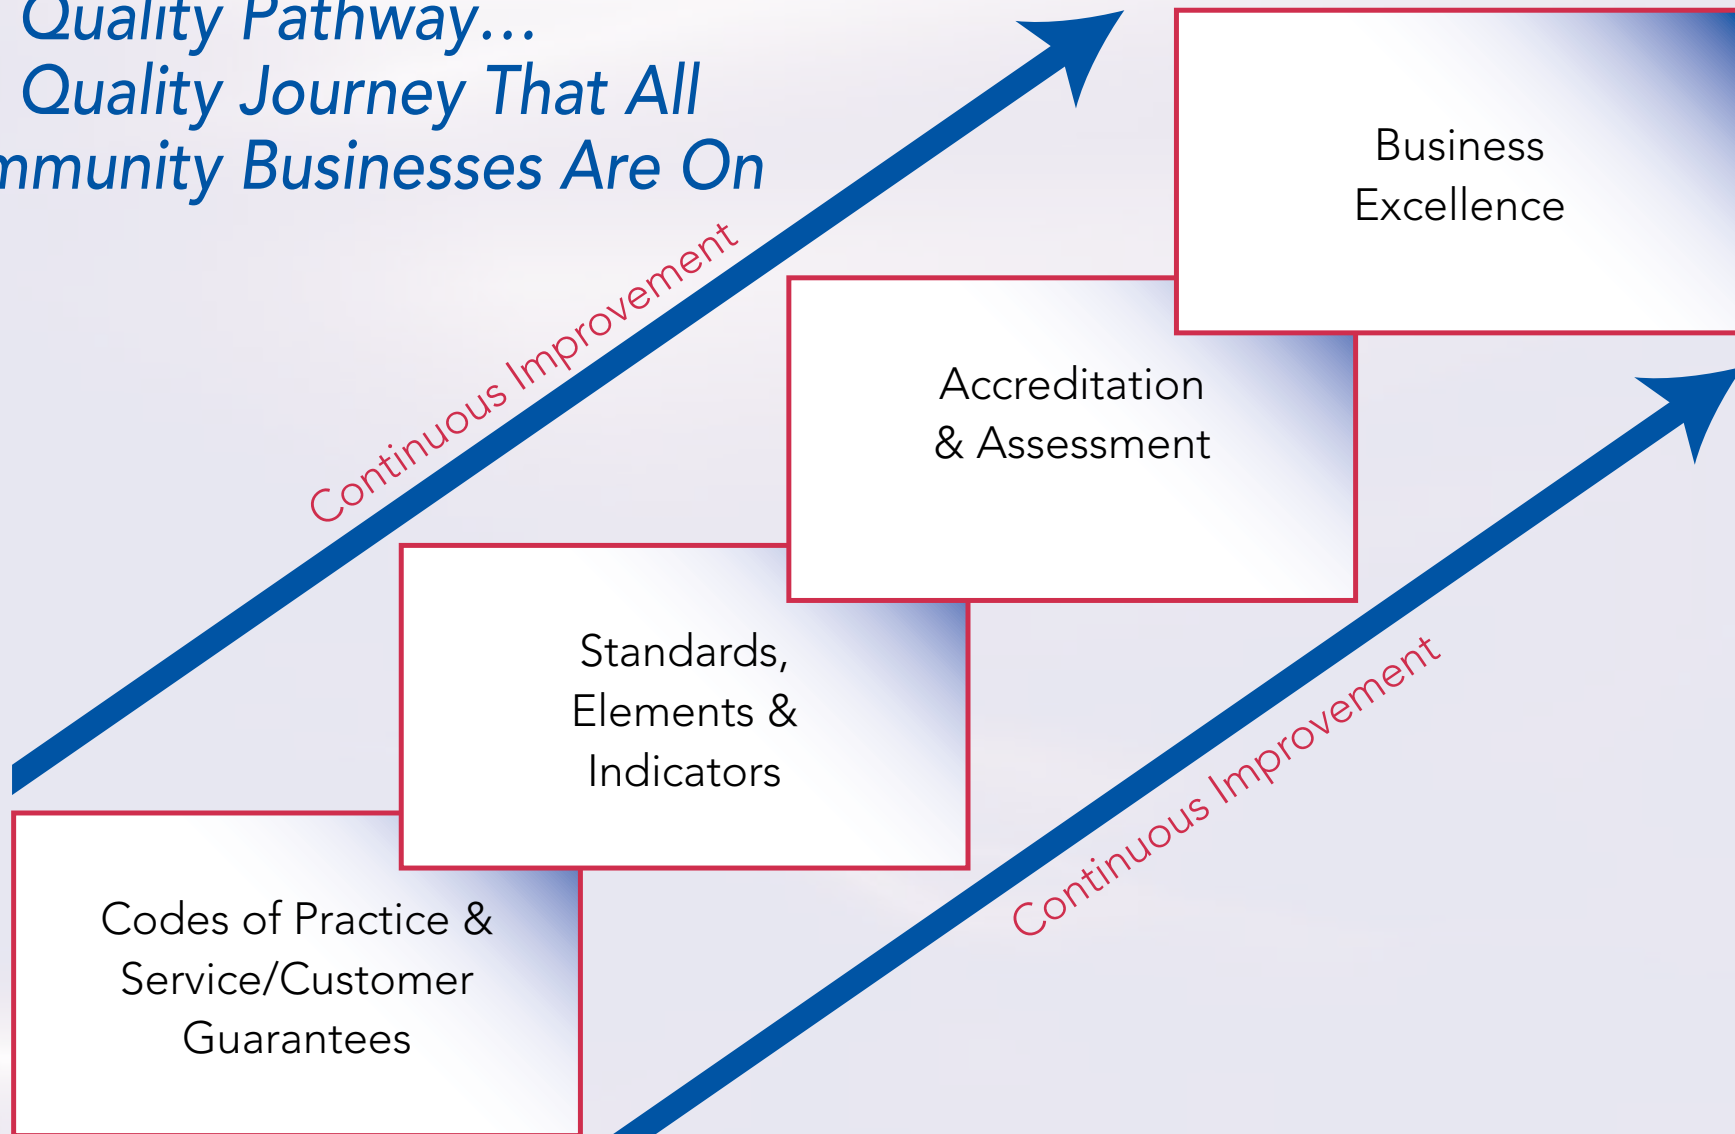 Quality Pathway...
Quality Journey That All
mmunity Businesses Are On
Continuous Improvement
Business
Excellence
Accreditation
& Assessment
Standards,
Elements &
Indicators
Continuous Improvement
Codes of Practice &
Service/Customer
Guarantees